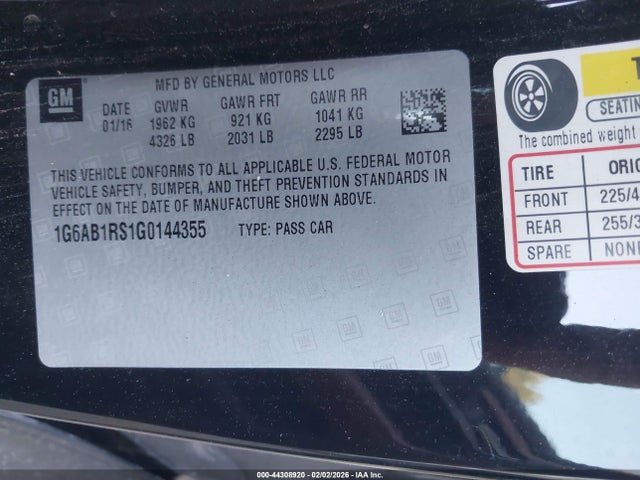 GM
MFD BY GENERAL MOTORS LLC
DATE GVWR GAWR FRT GAWR RR
01/16 1962 KG 921 KG 1041 KG
4326 LB 2031 LB 2295 LB
THIS VEHICLE CONFORMS TO ALL APPLICABLE U.S. FEDERAL MOTOR
VEHICLE SAFETY, BUMPER, AND THEFT PREVENTION STANDARDS IN
EFFECT ON THE DATE OF MANUFACTURE SHOWN ABOVE.
1G6AB1RS1G0144355 TYPE: PASS CAR
T
SEATIN
The combined weight
TIRE ORIG
FRONT 225/4
REAR 255/3
SPARE NON
000-44308920 - 02/02/2026 - IAA Inc.